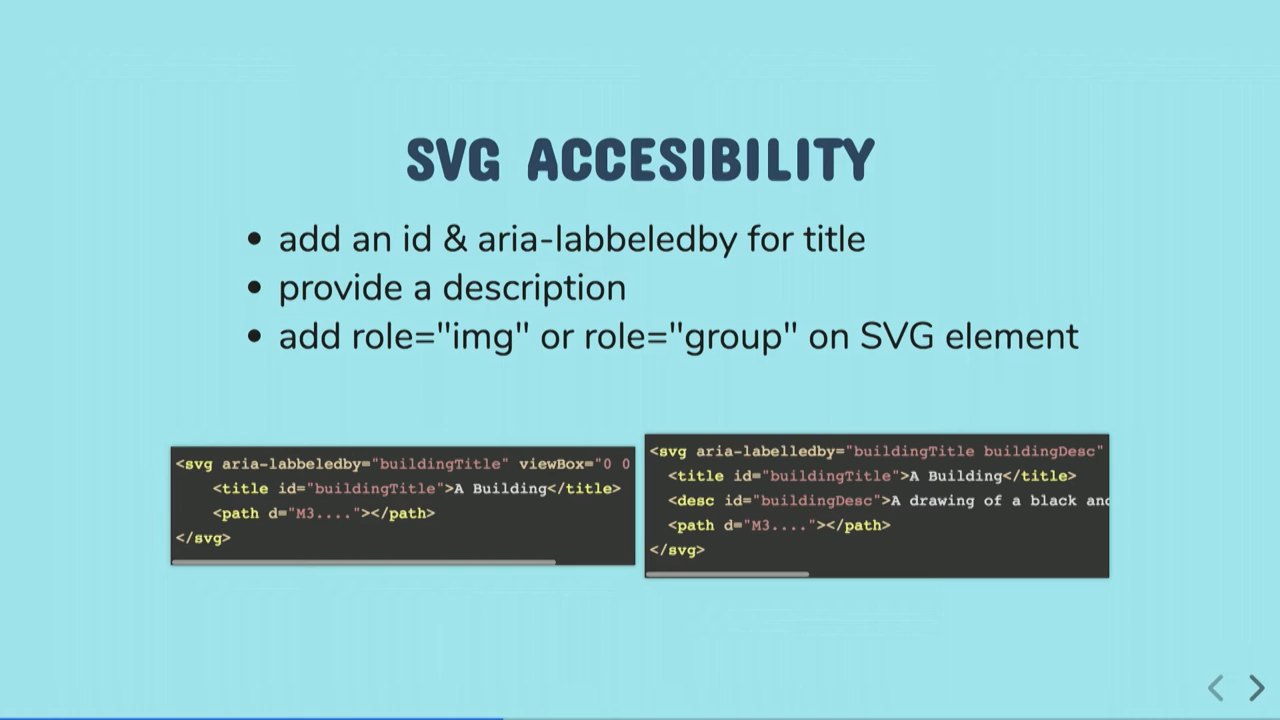 SVG ACCESIBILITY
• add an id & aria-labbeledby for title
• provide a description
• add role="img" or role="group" on SVG element
<svg aria-labbeledby="buildingTitle" viewBox="0 0
<title id="buildingTitle">A Building</title>
<path d="M3...."></path>
</svg>
<svg aria-labelledby="buildingTitle buildingDesc"
<title id="buildingTitle">A Building</title>
<desc id="buildingDesc">A drawing of a black and
<path d="M3...."></path>
</svg>